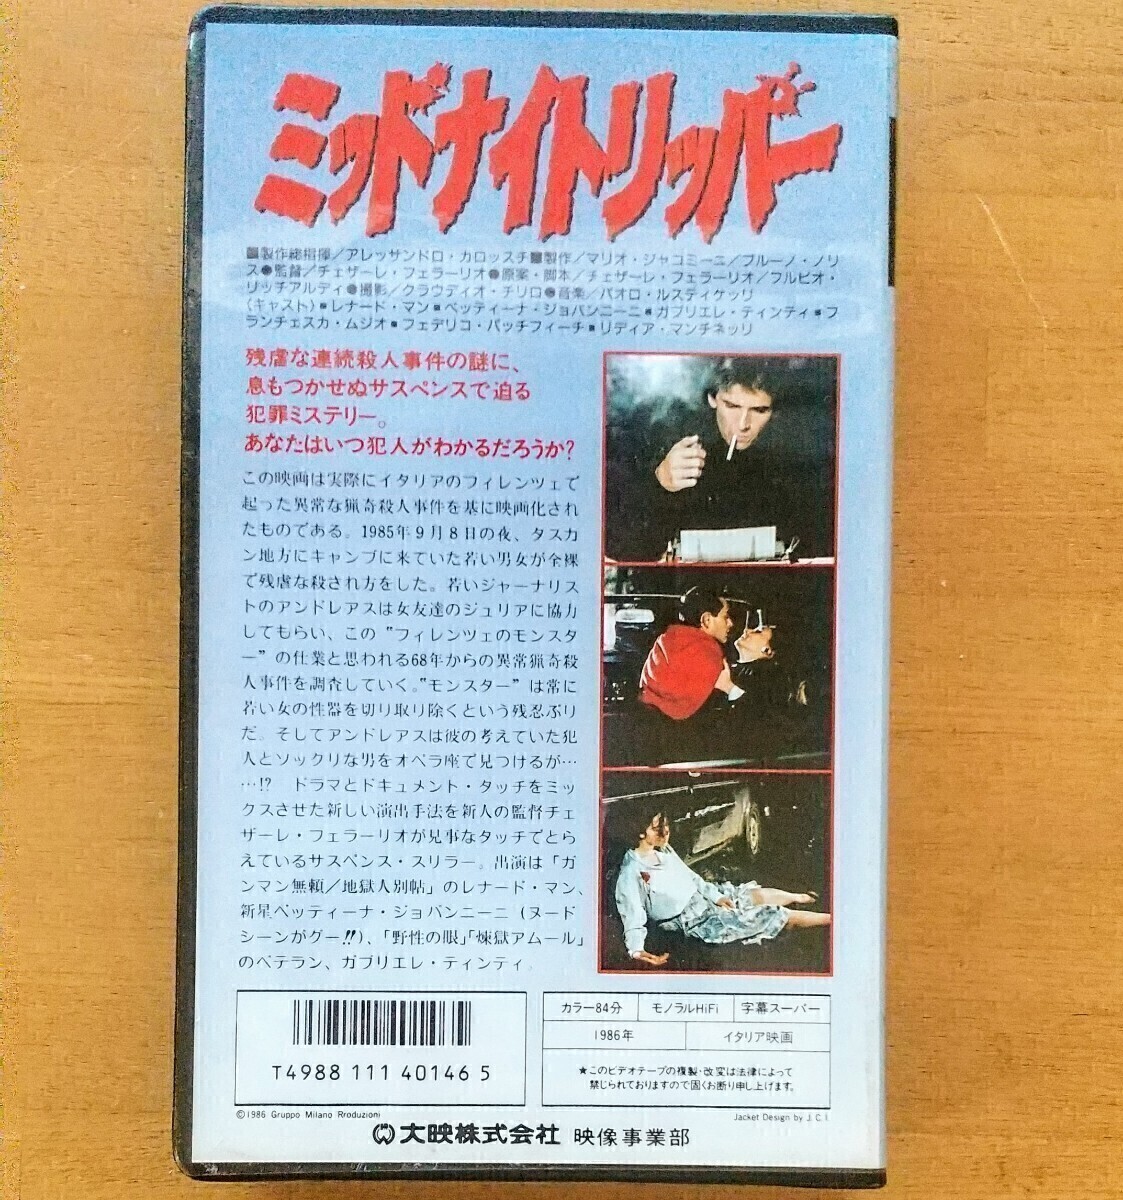 ミッドナイトリッパー
■製作総指揮/アレッサンドロ・カロッスチ■製作/マリオ・ジャコミーニ/ブルーノ・ノリ
ス●監督/チェザーレ・フェラーリオ●原案・脚本/チェザーレ・フェラーリオ/フルビオ・
リッチアルディ●撮影/クラウディオ・チリロ●音楽/パオロ・ルスティケッリ
〈キャスト〉■レナード・マン■ベッティーナ・ジョバンニーニ■ガブリエレ・ティンティ■フ
ランチェスカ・ムジオ■フェデリコ・パッチフィーチ■リディア・マンチネッリ
残虐な連続殺人事件の謎に、
息もつかせぬサスペンスで迫る
犯罪ミステリー。
あなたはいつ犯人がわかるだろうか?
この映画は実際にイタリアのフィレンツェで
起った異常な猟奇殺人事件を基に映画化され
たものである。1985年9月8日の夜、タスカ
ン地方にキャンプに来ていた若い男女が全裸
で残虐な殺され方をした。若いジャーナリス
トのアンドレアスは女友達のジュリアに協力
してもらい、この"フィレンツェのモンスタ
ー"の仕業と思われる68年からの異常猟奇殺
人事件を調査していく。"モンスター"は常に
若い女の性器を切り取り除くという残忍ぶり
だ。そしてアンドレアスは彼の考えていた犯
人とソックリな男をオペラ座で見つけるが…
…!? ドラマとドキュメント・タッチをミッ
クスさせた新しい演出手法を新人の監督チェ
ザーレ・フェラーリオが見事なタッチでとら
えているサスペンス・スリラー。出演は「ガ
ンマン無頼/地獄人別帖」のレナード・マン、
新星ベッティーナ・ジョバンニーニ(ヌード
シーンがグー!!)、「野性の眼」「煉獄アムール」
のベテラン、ガブリエレ・ティンティ。
T4988 111 40146 5
カラー84分 モノラルHiFi 字幕スーパー
1986年 イタリア映画
★このビデオテープの複製・改変は法律によって
禁じられておりますので固くお断り申し上げます。
©1986 Gruppo Milano Rroduzioni
Jacket Design by J.C.I.
大映株式会社 映像事業部